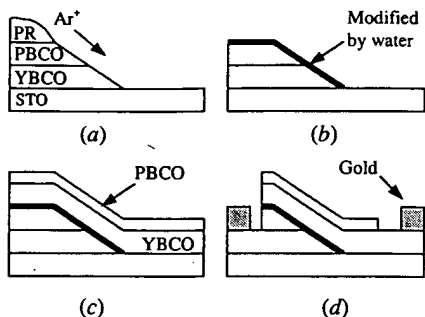 Ar+
PR
PBCO
YBCO
STO
(a)
Modified
by water
(b)
PBCO
YBCO
(c)
Gold
(d)